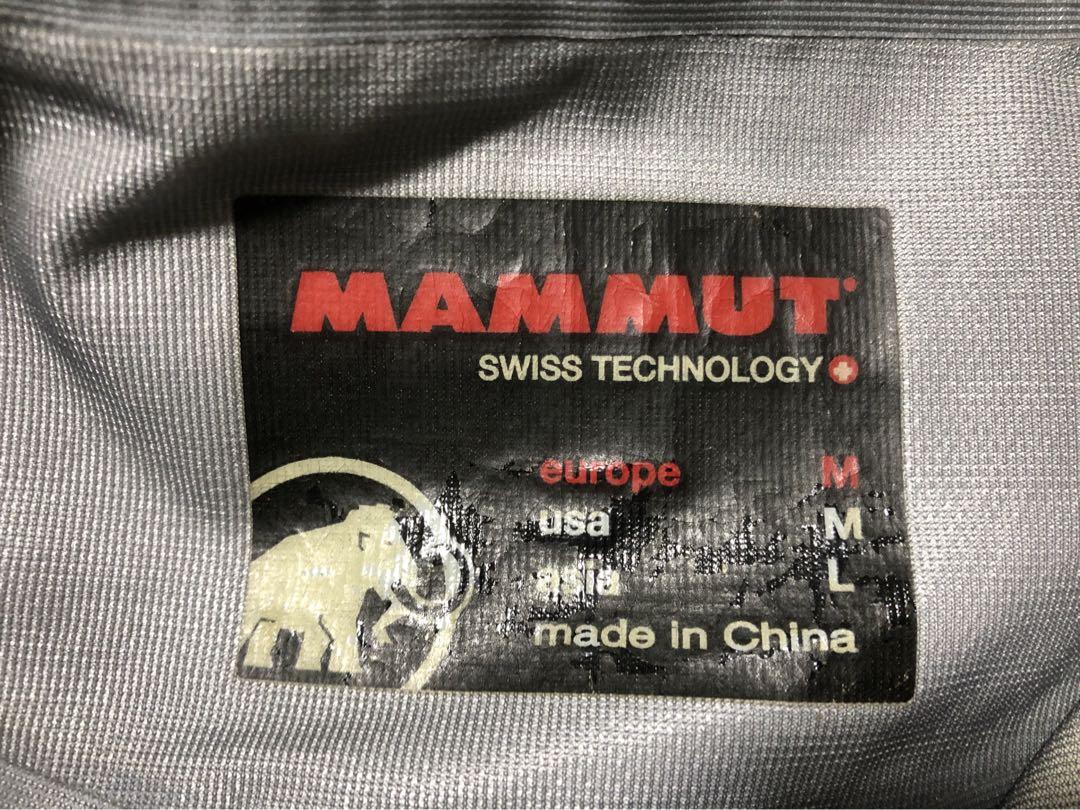 MAMMUT
SWISS TECHNOLOGY
europe M
usa M
asia L
made in China